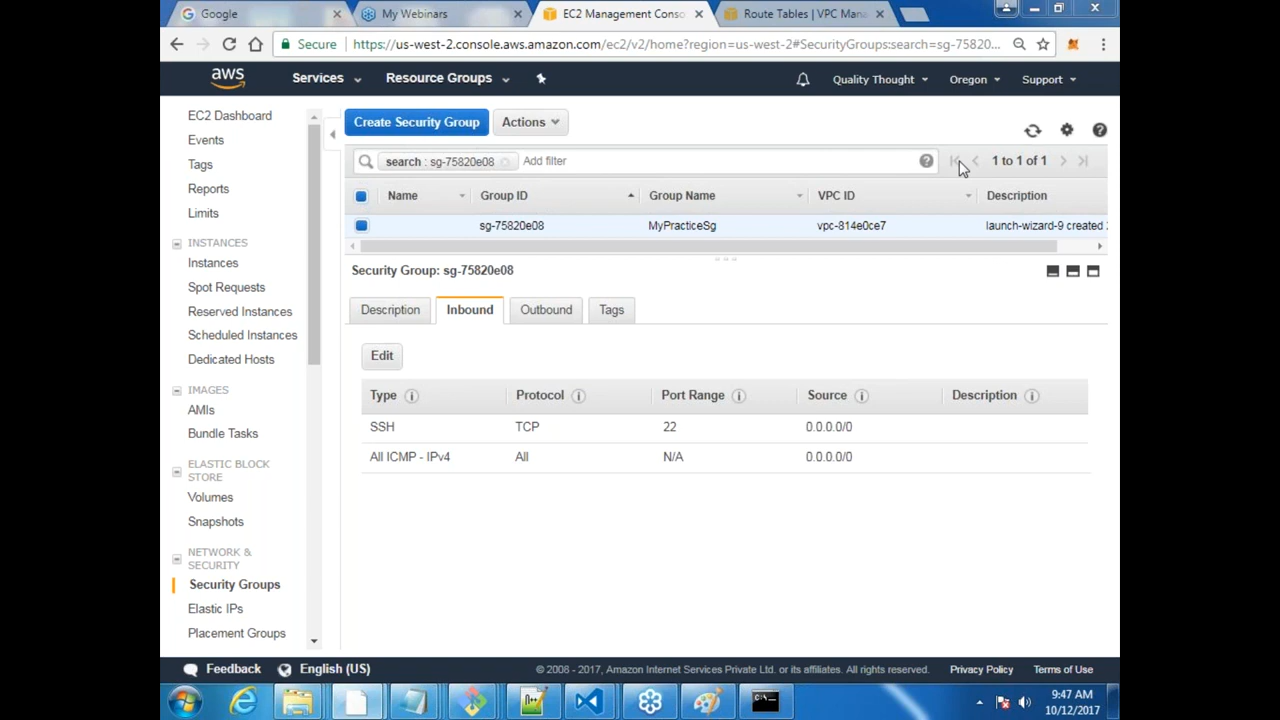 Google
My Webinars
EC2 Management Conso
Route Tables | VPC Mana
Secure
https://us-west-2.console.aws.amazon.com/ec2/v2/home?region=us-west-2#SecurityGroups:search=sg-75820...
aws
Services
Resource Groups
Quality Thought
Oregon
Support
EC2 Dashboard
Events
Tags
Reports
Limits
INSTANCES
Instances
Spot Requests
Reserved Instances
Scheduled Instances
Dedicated Hosts
IMAGES
AMIs
Bundle Tasks
ELASTIC BLOCK
STORE
Volumes
Snapshots
NETWORK &
SECURITY
Security Groups
Elastic IPs
Placement Groups
Create Security Group
Actions
search : sg-75820e08
Add filter
1 to 1 of 1
Name Group ID Group Name VPC ID Description
sg-75820e08 MyPracticeSg vpc-814e0ce7 launch-wizard-9 created
Security Group: sg-75820e08
Description Inbound Outbound Tags
Edit
Type Protocol Port Range Source Description
SSH TCP 22 0.0.0.0/0
All ICMP - IPv4 All N/A 0.0.0.0/0
Feedback
English (US)
© 2008 - 2017, Amazon Internet Services Private Ltd. or its affiliates. All rights reserved.
Privacy Policy
Terms of Use
9:47 AM
10/12/2017